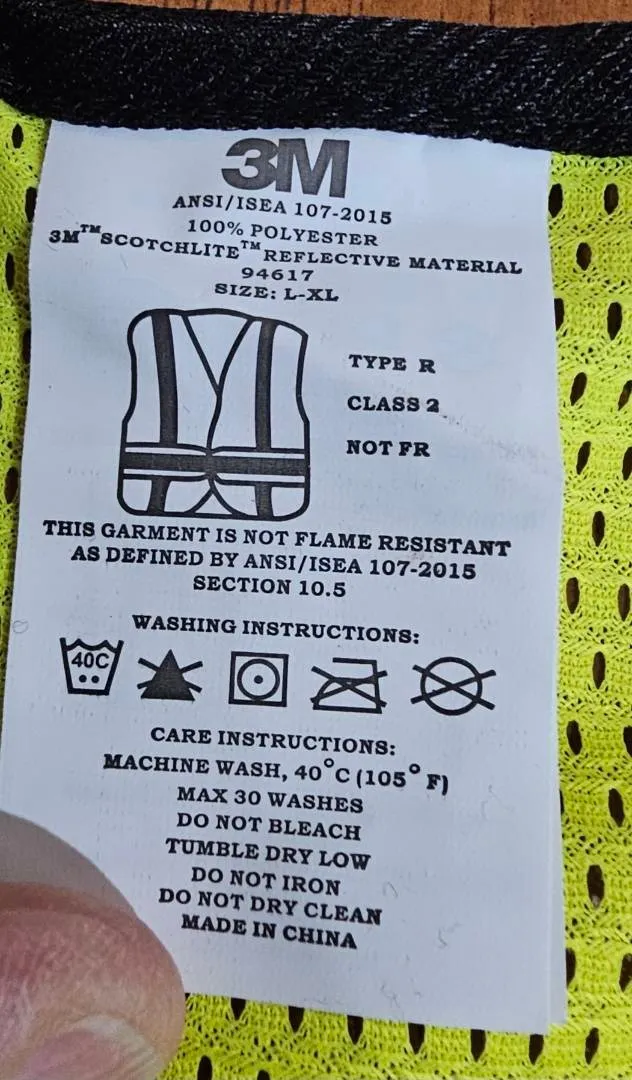 3M
ANSI/ISEA 107-2015
100% POLYESTER
3M™SCOTCHLITE™ REFLECTIVE MATERIAL
94617
SIZE: L-XL
TYPE R
CLASS 2
NOT FR
THIS GARMENT IS NOT FLAME RESISTANT
AS DEFINED BY ANSI/ISEA 107-2015
SECTION 10.5
WASHING INSTRUCTIONS:
40C
CARE INSTRUCTIONS:
MACHINE WASH, 40°C (105° F)
MAX 30 WASHES
DO NOT BLEACH
TUMBLE DRY LOW
DO NOT IRON
DO NOT DRY CLEAN
MADE IN CHINA